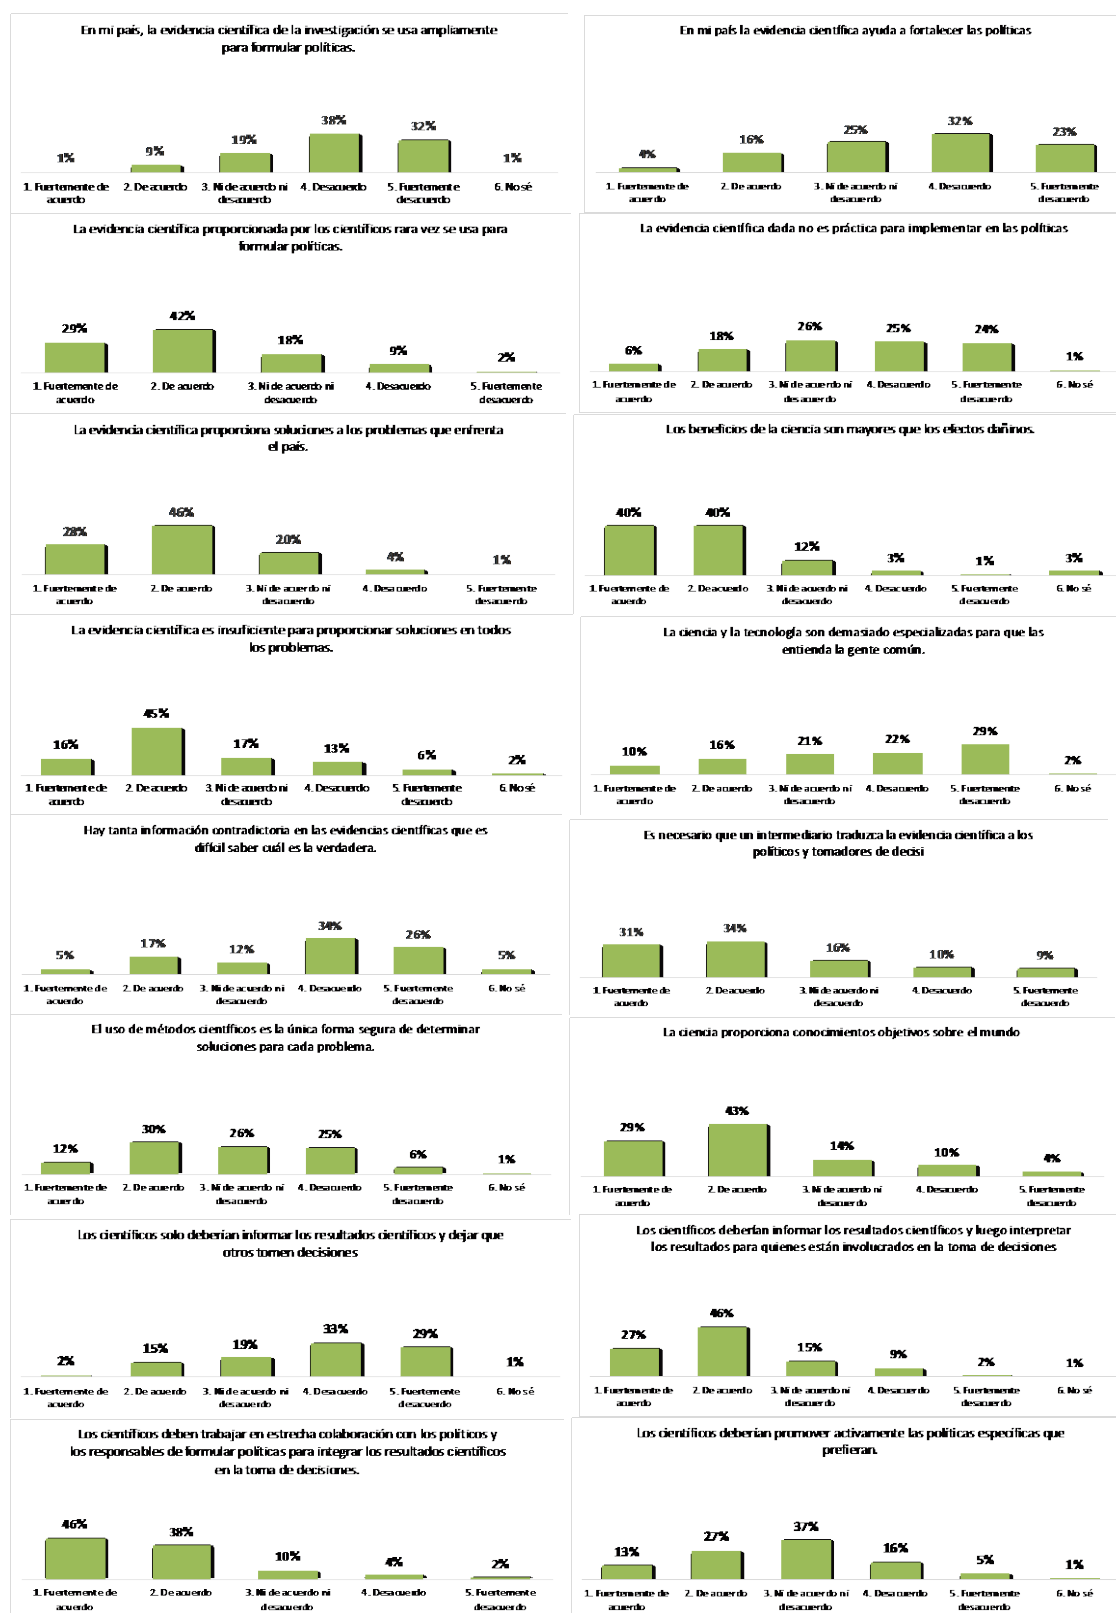 En mi país, la evidencia científica de la investigación se usa ampliamente
para formular políticas.
1%
9%
19%
38%
32%
1%
1. Fuertemente de
acuerdo
2. De acuerdo
3. Ni de acuerdo ni
desacuerdo
4. Desacuerdo
5. Fuertemente
desacuerdo
6. No sé
En mi país la evidencia científica ayuda a fortalecer las políticas
4%
16%
25%
32%
23%
1. Fuertemente de
acuerdo
2. De acuerdo
3. Ni de acuerdo ni
desacuerdo
4. Desacuerdo
5. Fuertemente
desacuerdo
La evidencia científica proporcionada por los científicos rara vez se usa para
formular políticas.
29%
42%
18%
9%
2%
1. Fuertemente de
acuerdo
2. De acuerdo
3. Ni de acuerdo ni
desacuerdo
4. Desacuerdo
5. Fuertemente
desacuerdo
La evidencia científica dada no es práctica para implementar en las políticas
6%
18%
26%
25%
24%
1%
1. Fuertemente de
acuerdo
2. De acuerdo
3. Ni de acuerdo ni
desacuerdo
4. Desacuerdo
5. Fuertemente
desacuerdo
6. No sé
La evidencia científica proporciona soluciones a los problemas que enfrenta
el país.
28%
46%
20%
4%
1%
1. Fuertemente de
acuerdo
2. De acuerdo
3. Ni de acuerdo ni
desacuerdo
4. Desacuerdo
5. Fuertemente
desacuerdo
Los beneficios de la ciencia son mayores que los efectos dañinos.
40%
40%
12%
3%
1%
3%
1. Fuertemente de
acuerdo
2. De acuerdo
3. Ni de acuerdo ni
desacuerdo
4. Desacuerdo
5. Fuertemente
desacuerdo
6. No sé
La evidencia científica es insuficiente para proporcionar soluciones en todos
los problemas.
16%
45%
17%
13%
6%
2%
1. Fuertemente de
acuerdo
2. De acuerdo
3. Ni de acuerdo ni
desacuerdo
4. Desacuerdo
5. Fuertemente
desacuerdo
6. No sé
La ciencia y la tecnología son demasiado especializadas para que las
entienda la gente común.
10%
16%
21%
22%
29%
2%
1. Fuertemente de
acuerdo
2. De acuerdo
3. Ni de acuerdo ni
desacuerdo
4. Desacuerdo
5. Fuertemente
desacuerdo
6. No sé
Hay tanta información contradictoria en las evidencias científicas que es
difícil saber cuál es la verdadera.
5%
17%
12%
34%
26%
5%
1. Fuertemente de
acuerdo
2. De acuerdo
3. Ni de acuerdo ni
desacuerdo
4. Desacuerdo
5. Fuertemente
desacuerdo
6. No sé
Es necesario que un intermediario traduzca la evidencia científica a los
políticos y tomadores de decisi
31%
34%
16%
10%
9%
1. Fuertemente de
acuerdo
2. De acuerdo
3. Ni de acuerdo ni
desacuerdo
4. Desacuerdo
5. Fuertemente
desacuerdo
El uso de métodos científicos es la única forma segura de determinar
soluciones para cada problema.
12%
30%
26%
25%
6%
1%
1. Fuertemente de
acuerdo
2. De acuerdo
3. Ni de acuerdo ni
desacuerdo
4. Desacuerdo
5. Fuertemente
desacuerdo
6. No sé
La ciencia proporciona conocimientos objetivos sobre el mundo
29%
43%
14%
10%
4%
1. Fuertemente de
acuerdo
2. De acuerdo
3. Ni de acuerdo ni
desacuerdo
4. Desacuerdo
5. Fuertemente
desacuerdo
Los científicos solo deberían informar los resultados científicos y dejar que
otros tomen decisiones
2%
15%
19%
33%
29%
1%
1. Fuertemente de
acuerdo
2. De acuerdo
3. Ni de acuerdo ni
desacuerdo
4. Desacuerdo
5. Fuertemente
desacuerdo
6. No sé
Los científicos deberían informar los resultados científicos y luego interpretar
los resultados para quienes están involucrados en la toma de decisiones
27%
46%
15%
9%
2%
1%
1. Fuertemente de
acuerdo
2. De acuerdo
3. Ni de acuerdo ni
desacuerdo
4. Desacuerdo
5. Fuertemente
desacuerdo
6. No sé
Los científicos deben trabajar en estrecha colaboración con los políticos y
los responsables de formular políticas para integrar los resultados científicos
en la toma de decisiones.
46%
38%
10%
4%
2%
1. Fuertemente de
acuerdo
2. De acuerdo
3. Ni de acuerdo ni
desacuerdo
4. Desacuerdo
5. Fuertemente
desacuerdo
Los científicos deberían promover activamente las políticas específicas que
prefieran.
13%
27%
37%
16%
5%
1%
1. Fuertemente de
acuerdo
2. De acuerdo
3. Ni de acuerdo ni
desacuerdo
4. Desacuerdo
5. Fuertemente
desacuerdo
6. No sé